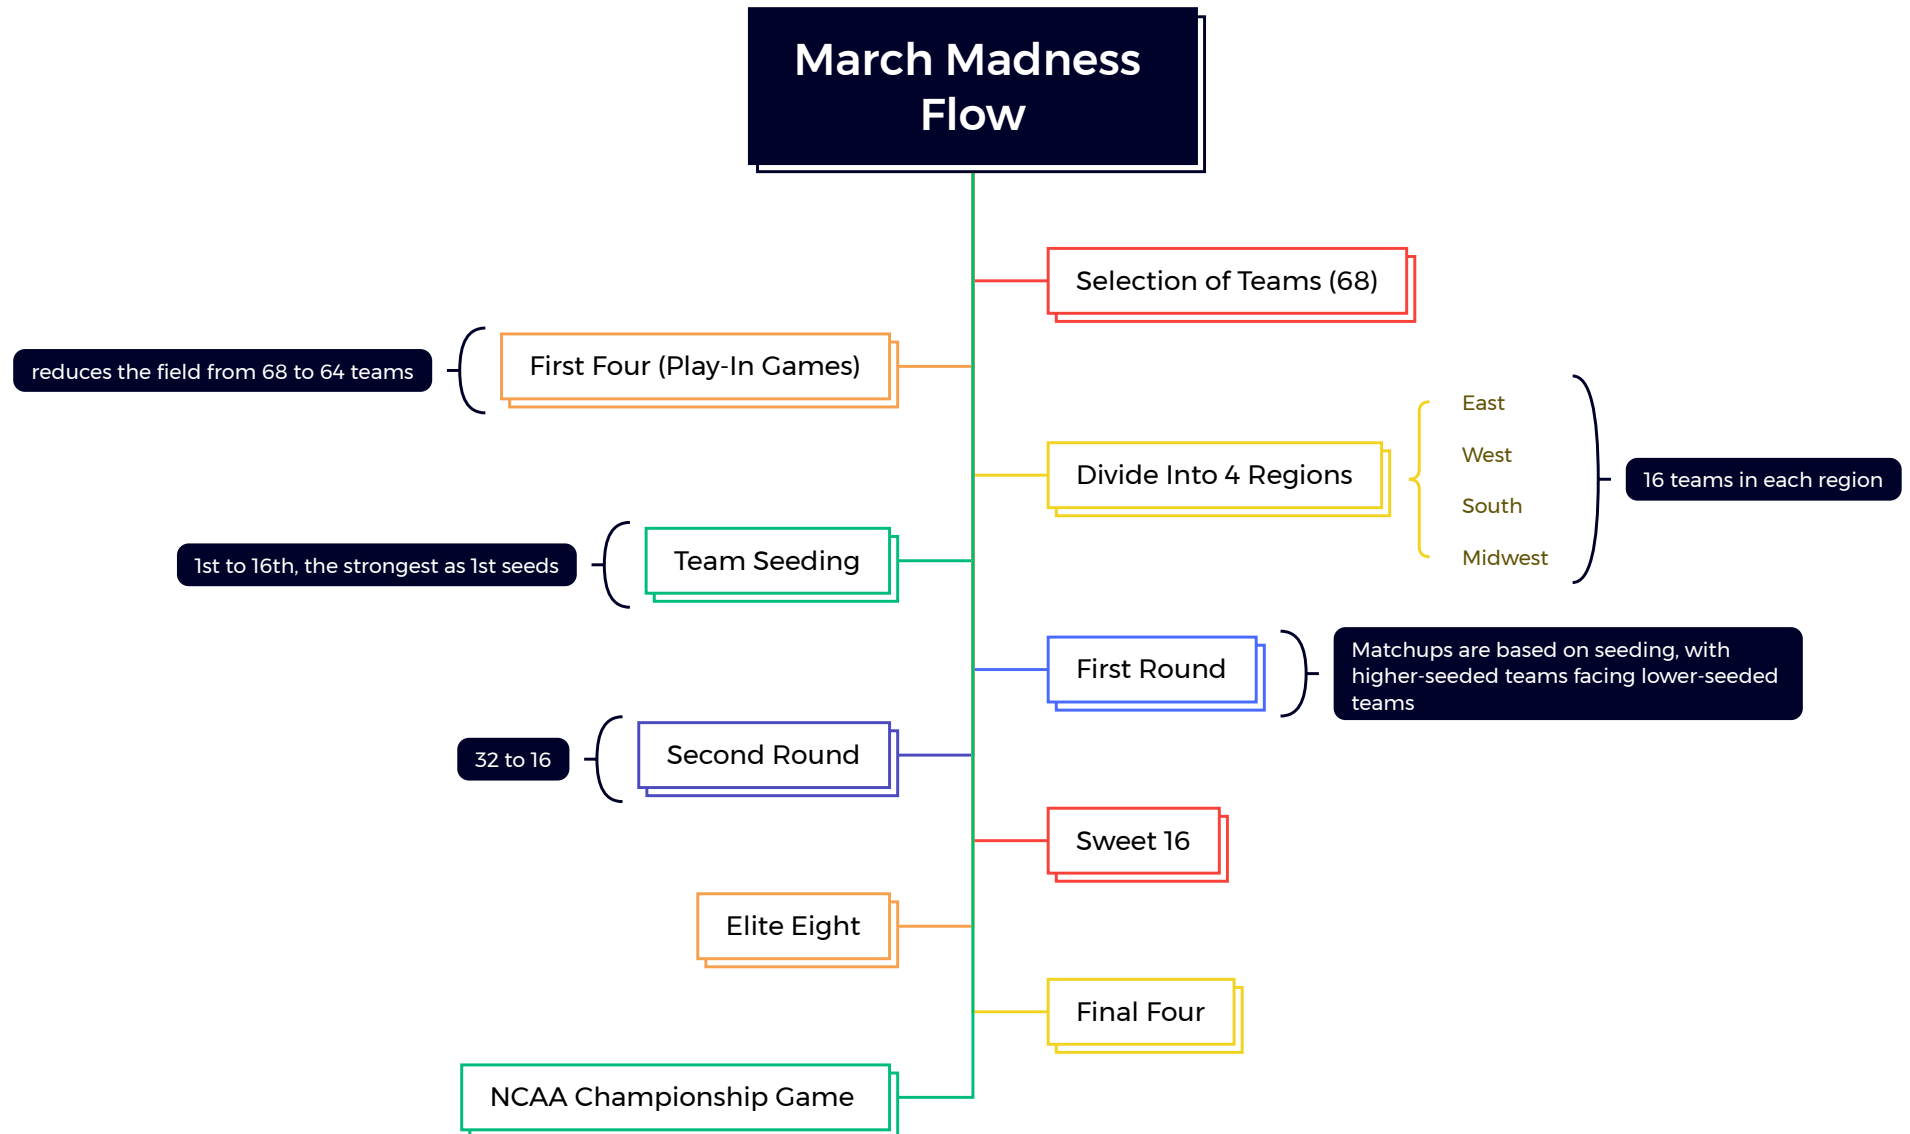 March Madness
Flow
Selection of Teams (68)
reduces the field from 68 to 64 teams
First Four (Play-In Games)
East
West
South
Midwest
Divide Into 4 Regions
16 teams in each region
1st to 16th, the strongest as 1st seeds
Team Seeding
First Round
Matchups are based on seeding, with
higher-seeded teams facing lower-seeded
teams
32 to 16
Second Round
Sweet 16
Elite Eight
Final Four
NCAA Championship Game